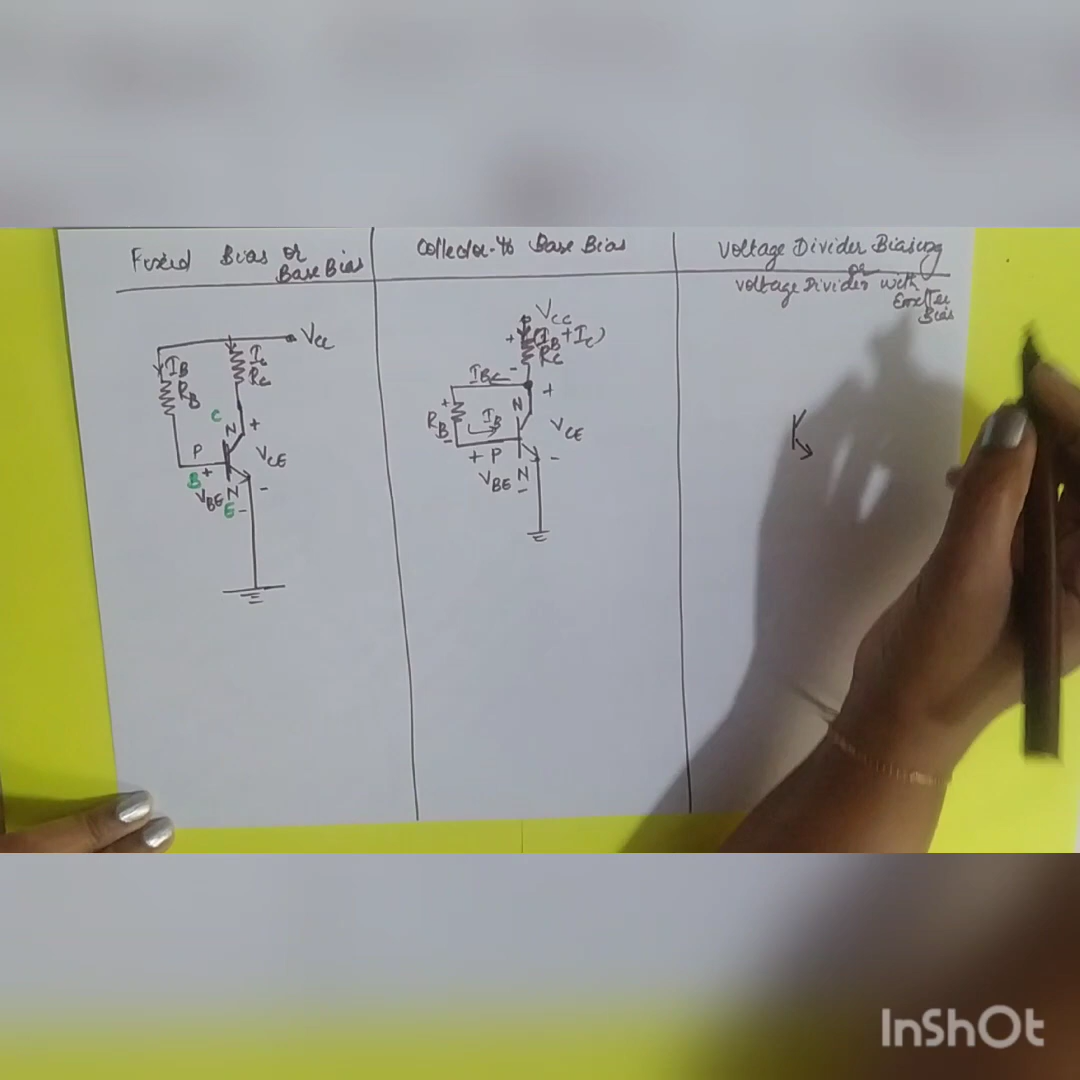 Fixed Bias or
Base Bias
Collector-to Base Bias
Voltage Divider Biasing
or
Voltage Divider with
Emitter
Bias
VCC
IB
RB
IC
RC
C
N
+
P
VCE
B
+
VBE
N
-
E
-
VCC
+
(IB+IC)
RC
-
IBC
+
+
N
RB
IB
VCE
-
+ P
-
VBE
N
-
InShOt